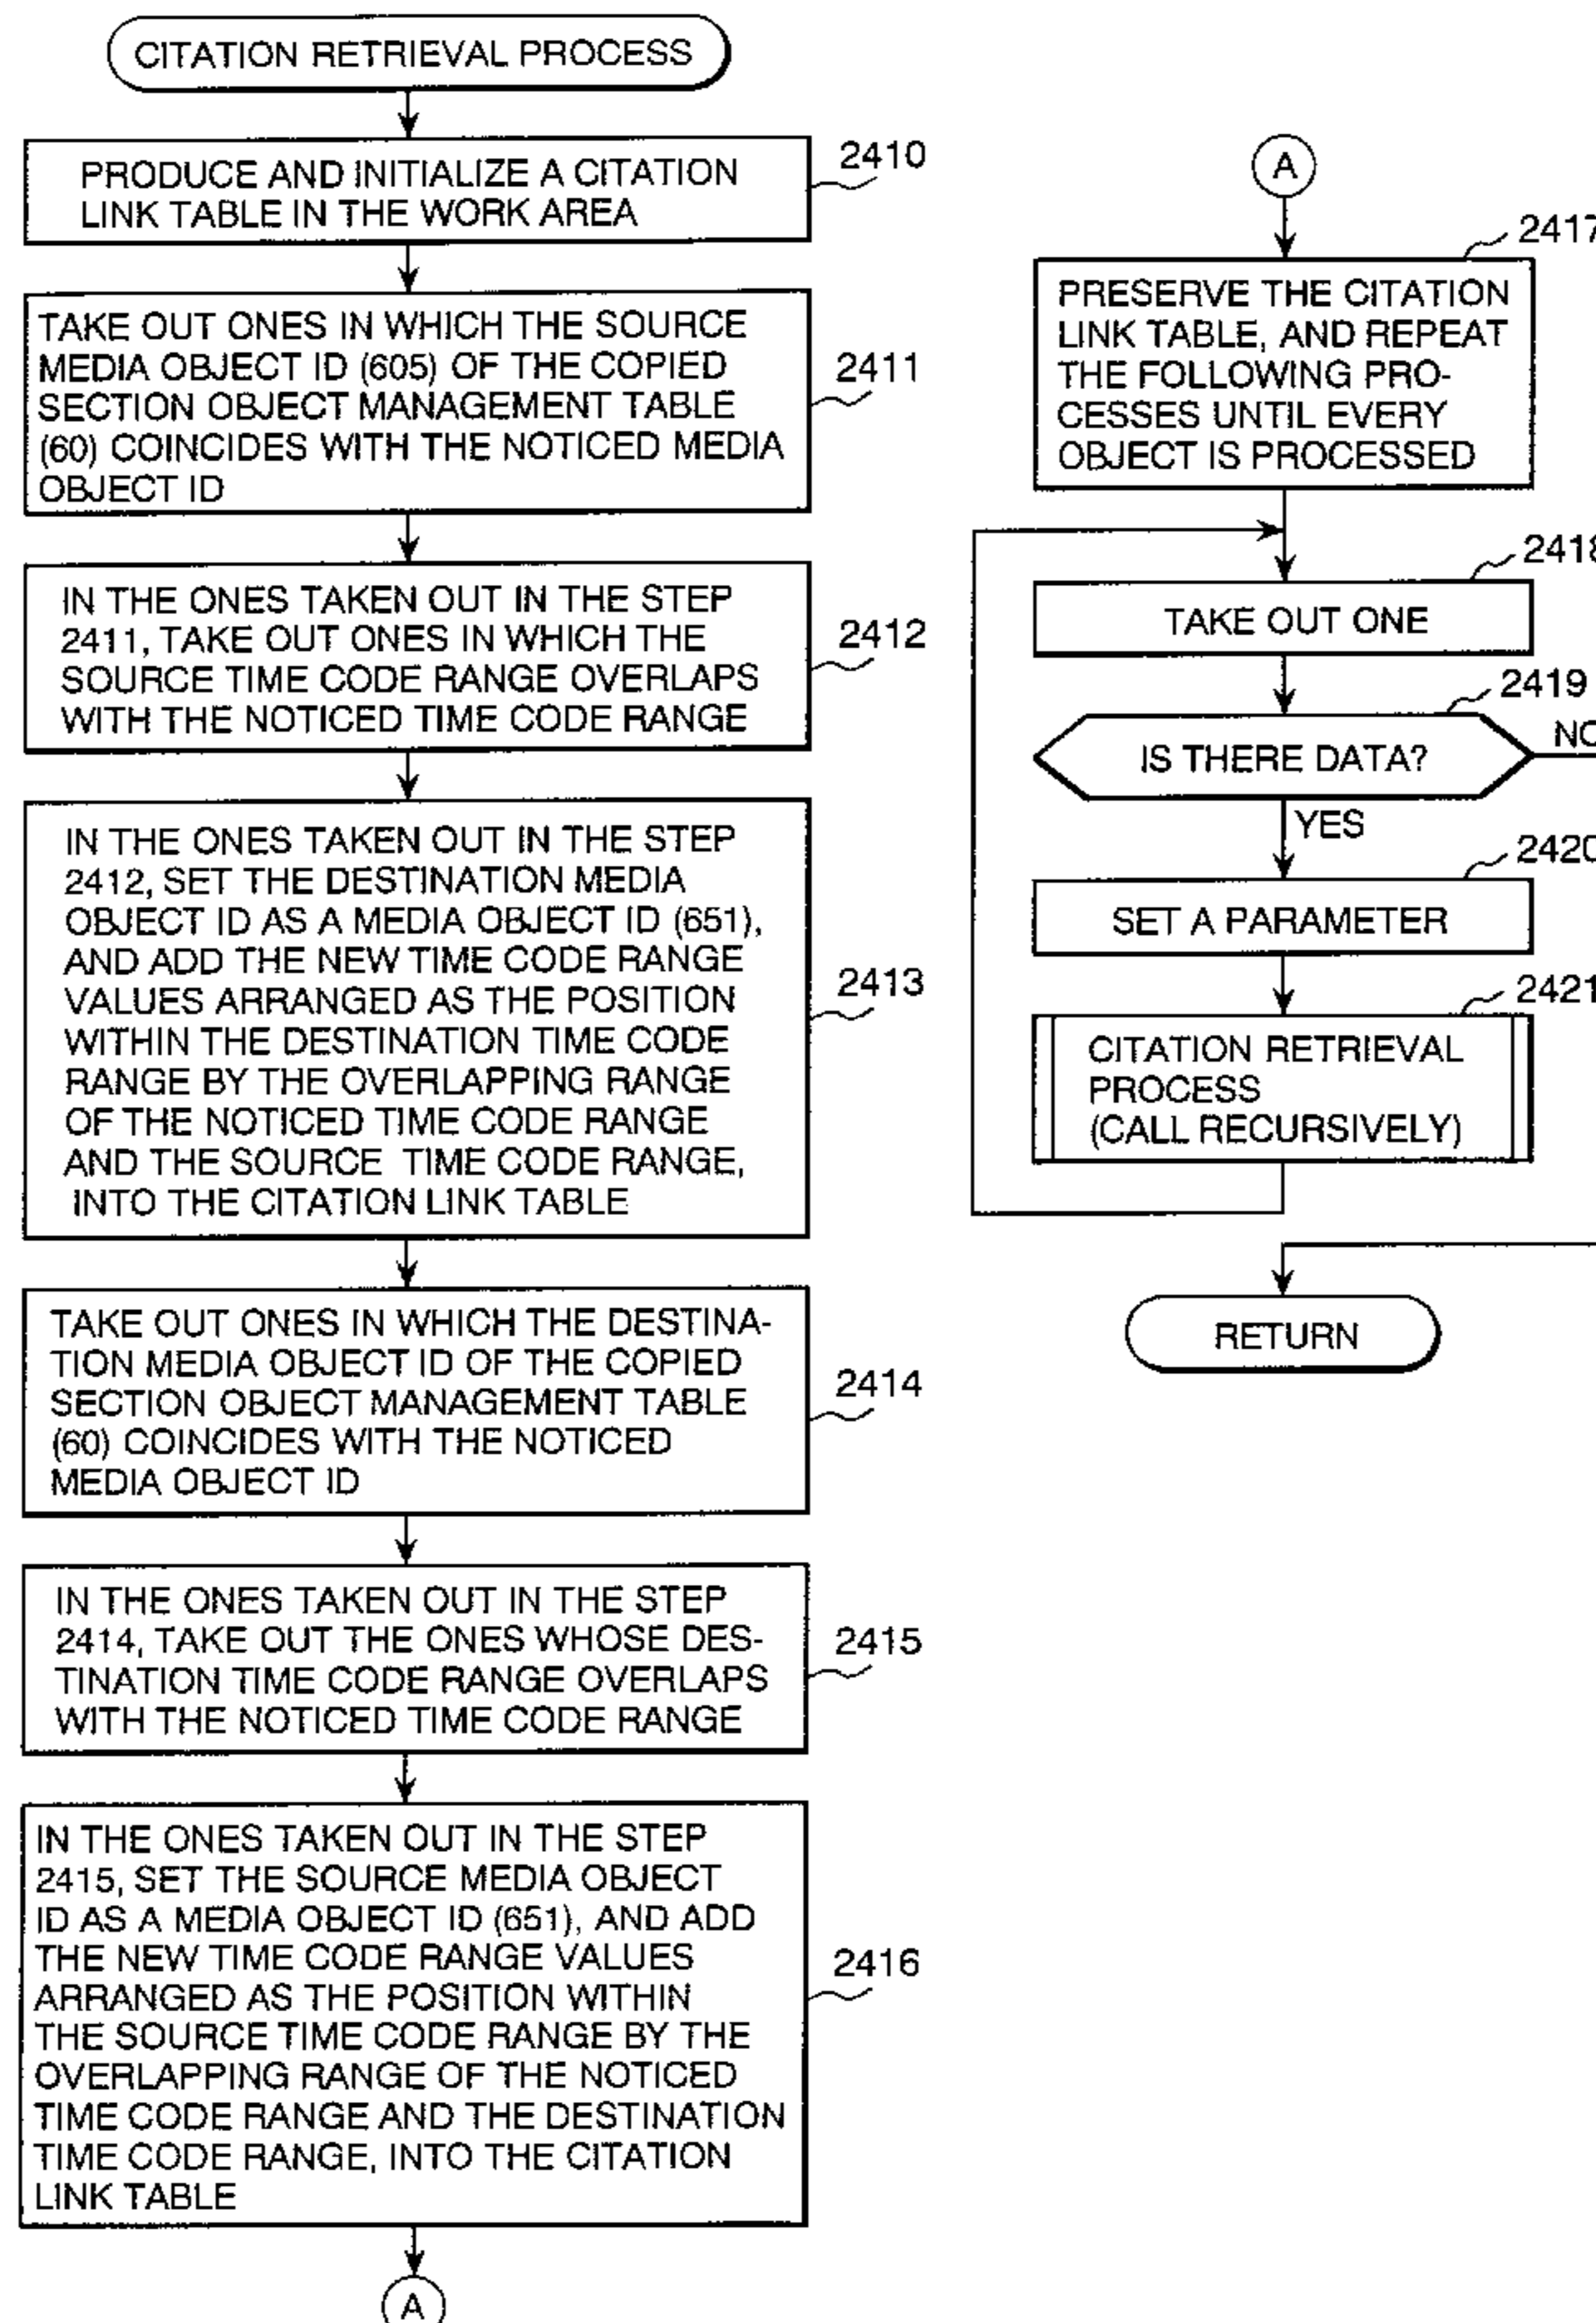 CITATION RETRIEVAL PROCESS
PRODUCE AND INITIALIZE A CITATION
LINK TABLE IN THE WORK AREA
2410
TAKE OUT ONES IN WHICH THE SOURCE
MEDIA OBJECT ID (605) OF THE COPIED
SECTION OBJECT MANAGEMENT TABLE
(60) COINCIDES WITH THE NOTICED MEDIA
OBJECT ID
2411
IN THE ONES TAKEN OUT IN THE STEP
2411, TAKE OUT ONES IN WHICH THE
SOURCE TIME CODE RANGE OVERLAPS
WITH THE NOTICED TIME CODE RANGE
2412
IN THE ONES TAKEN OUT IN THE STEP
2412, SET THE DESTINATION MEDIA
OBJECT ID AS A MEDIA OBJECT ID (651),
AND ADD THE NEW TIME CODE RANGE
VALUES ARRANGED AS THE POSITION
WITHIN THE DESTINATION TIME CODE
RANGE BY THE OVERLAPPING RANGE
OF THE NOTICED TIME CODE RANGE
AND THE SOURCE TIME CODE RANGE,
INTO THE CITATION LINK TABLE
2413
TAKE OUT ONES IN WHICH THE DESTINA-
TION MEDIA OBJECT ID OF THE COPIED
SECTION OBJECT MANAGEMENT TABLE
(60) COINCIDES WITH THE NOTICED
MEDIA OBJECT ID
2414
IN THE ONES TAKEN OUT IN THE STEP
2414, TAKE OUT THE ONES WHOSE DES-
TINATION TIME CODE RANGE OVERLAPS
WITH THE NOTICED TIME CODE RANGE
2415
IN THE ONES TAKEN OUT IN THE STEP
2415, SET THE SOURCE MEDIA OBJECT
ID AS A MEDIA OBJECT ID (651), AND ADD
THE NEW TIME CODE RANGE VALUES
ARRANGED AS THE POSITION WITHIN
THE SOURCE TIME CODE RANGE BY THE
OVERLAPPING RANGE OF THE NOTICED
TIME CODE RANGE AND THE DESTINATION
TIME CODE RANGE, INTO THE CITATION
LINK TABLE
2416
A
A
2417
PRESERVE THE CITATION
LINK TABLE, AND REPEAT
THE FOLLOWING PRO-
CESSES UNTIL EVERY
OBJECT IS PROCESSED
2418
TAKE OUT ONE
2419
IS THERE DATA?
NO
YES
2420
SET A PARAMETER
2421
CITATION RETRIEVAL
PROCESS
(CALL RECURSIVELY)
RETURN